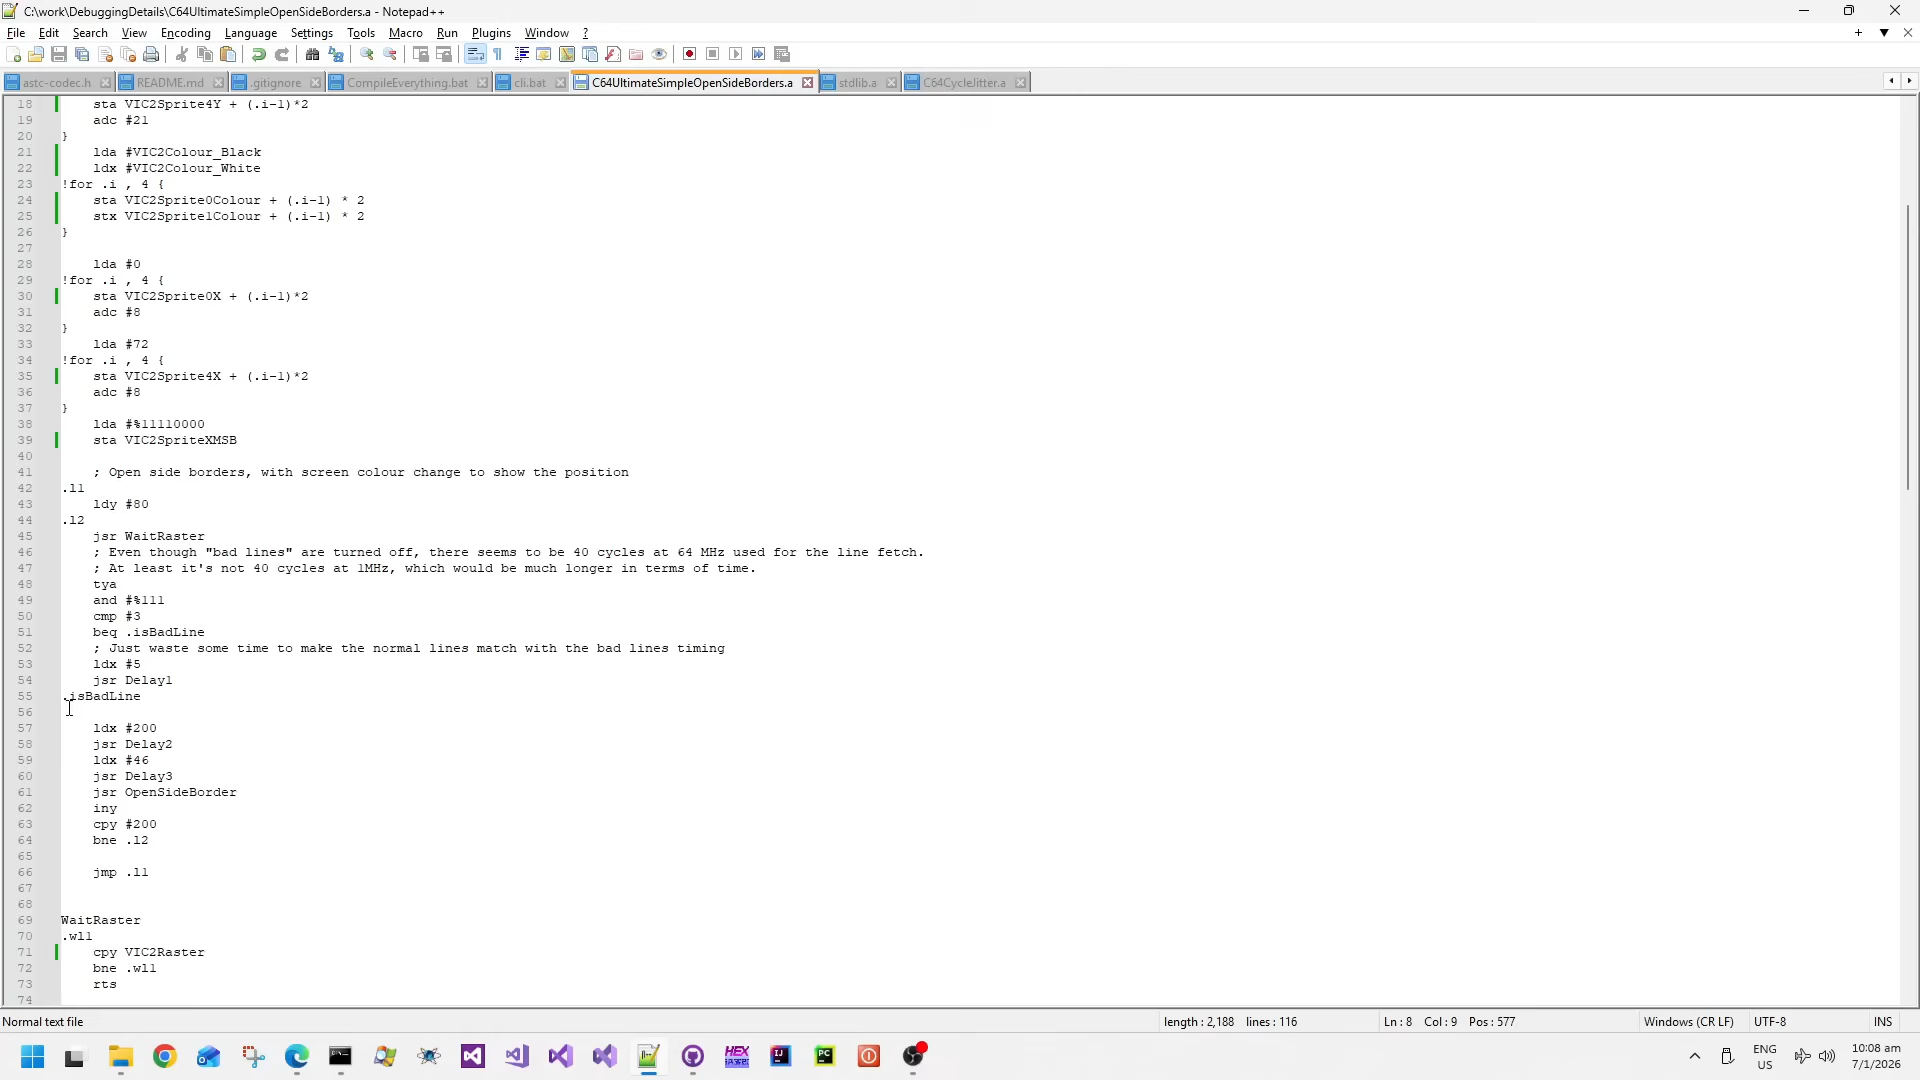 C:\work\DebuggingDetails\C64UltimateSimpleOpenSideBorders.a - Notepad++
File Edit Search View Encoding Language Settings Tools Macro Run Plugins Window ?
astc-codec.h README.md .gitignore CompileEverything.bat cli.bat C64UltimateSimpleOpenSideBorders.a stdlib.a C64CycleJitter.a
18 sta VIC2Sprite4Y + (.i-1)*2
19 adc #21
20 }
21 lda #VIC2Colour_Black
22 ldx #VIC2Colour_White
23 !for .i , 4 {
24 sta VIC2Sprite0Colour + (.i-1) * 2
25 stx VIC2Sprite1Colour + (.i-1) * 2
26 }
27
28 lda #0
29 !for .i , 4 {
30 sta VIC2Sprite0X + (.i-1)*2
31 adc #8
32 }
33 lda #72
34 !for .i , 4 {
35 sta VIC2Sprite4X + (.i-1)*2
36 adc #8
37 }
38 lda #%11110000
39 sta VIC2SpriteXMSB
40
41 ; Open side borders, with screen colour change to show the position
42 .l1
43 ldy #80
44 .l2
45 jsr WaitRaster
46 ; Even though "bad lines" are turned off, there seems to be 40 cycles at 64 MHz used for the line fetch.
47 ; At least it's not 40 cycles at 1MHz, which would be much longer in terms of time.
48 tya
49 and #%111
50 cmp #3
51 beq .isBadLine
52 ; Just waste some time to make the normal lines match with the bad lines timing
53 ldx #5
54 jsr Delay1
55 .isBadLine
56
57 ldx #200
58 jsr Delay2
59 ldx #46
60 jsr Delay3
61 jsr OpenSideBorder
62 iny
63 cpy #200
64 bne .l2
65
66 jmp .l1
67
68
69 WaitRaster
70 .wl1
71 cpy VIC2Raster
72 bne .wl1
73 rts
74
Normal text file length : 2,188 lines : 116 Ln : 8 Col : 9 Pos : 577 Windows (CR LF) UTF-8 INS
HEX
IJ
PC
ENG
US
10:08 am
7/1/2026